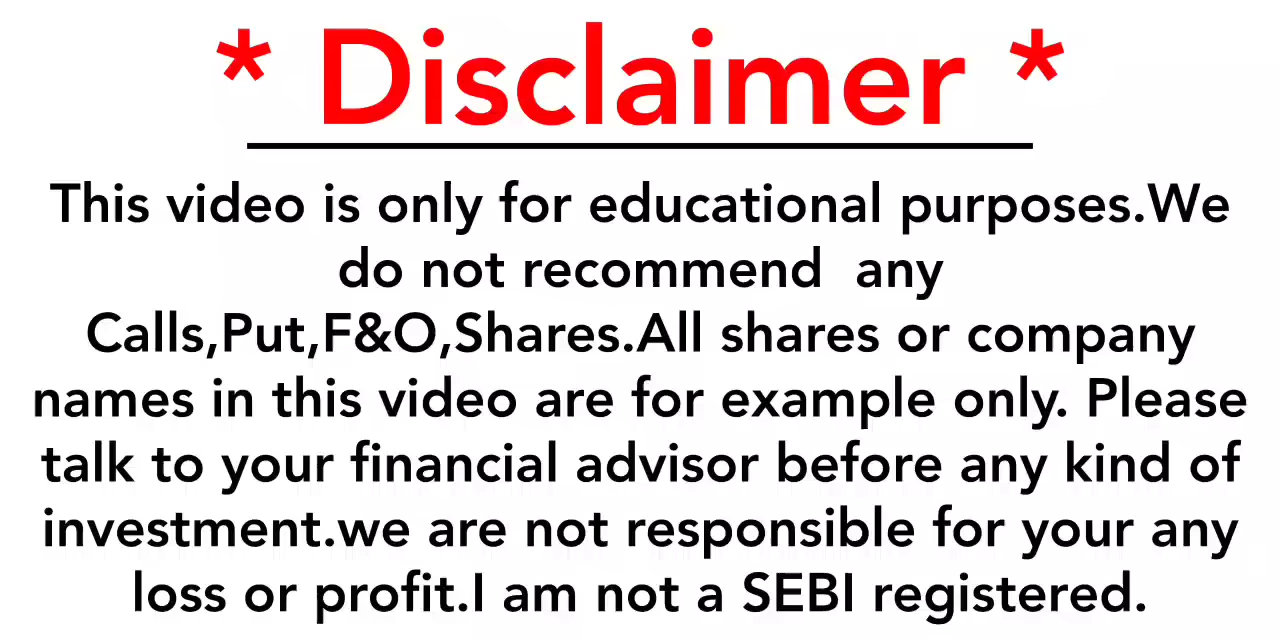 * Disclaimer *
This video is only for educational purposes.We
do not recommend  any
Calls,Put,F&O,Shares.All shares or company
names in this video are for example only. Please
talk to your financial advisor before any kind of
investment.we are not responsible for your any
loss or profit.I am not a SEBI registered.